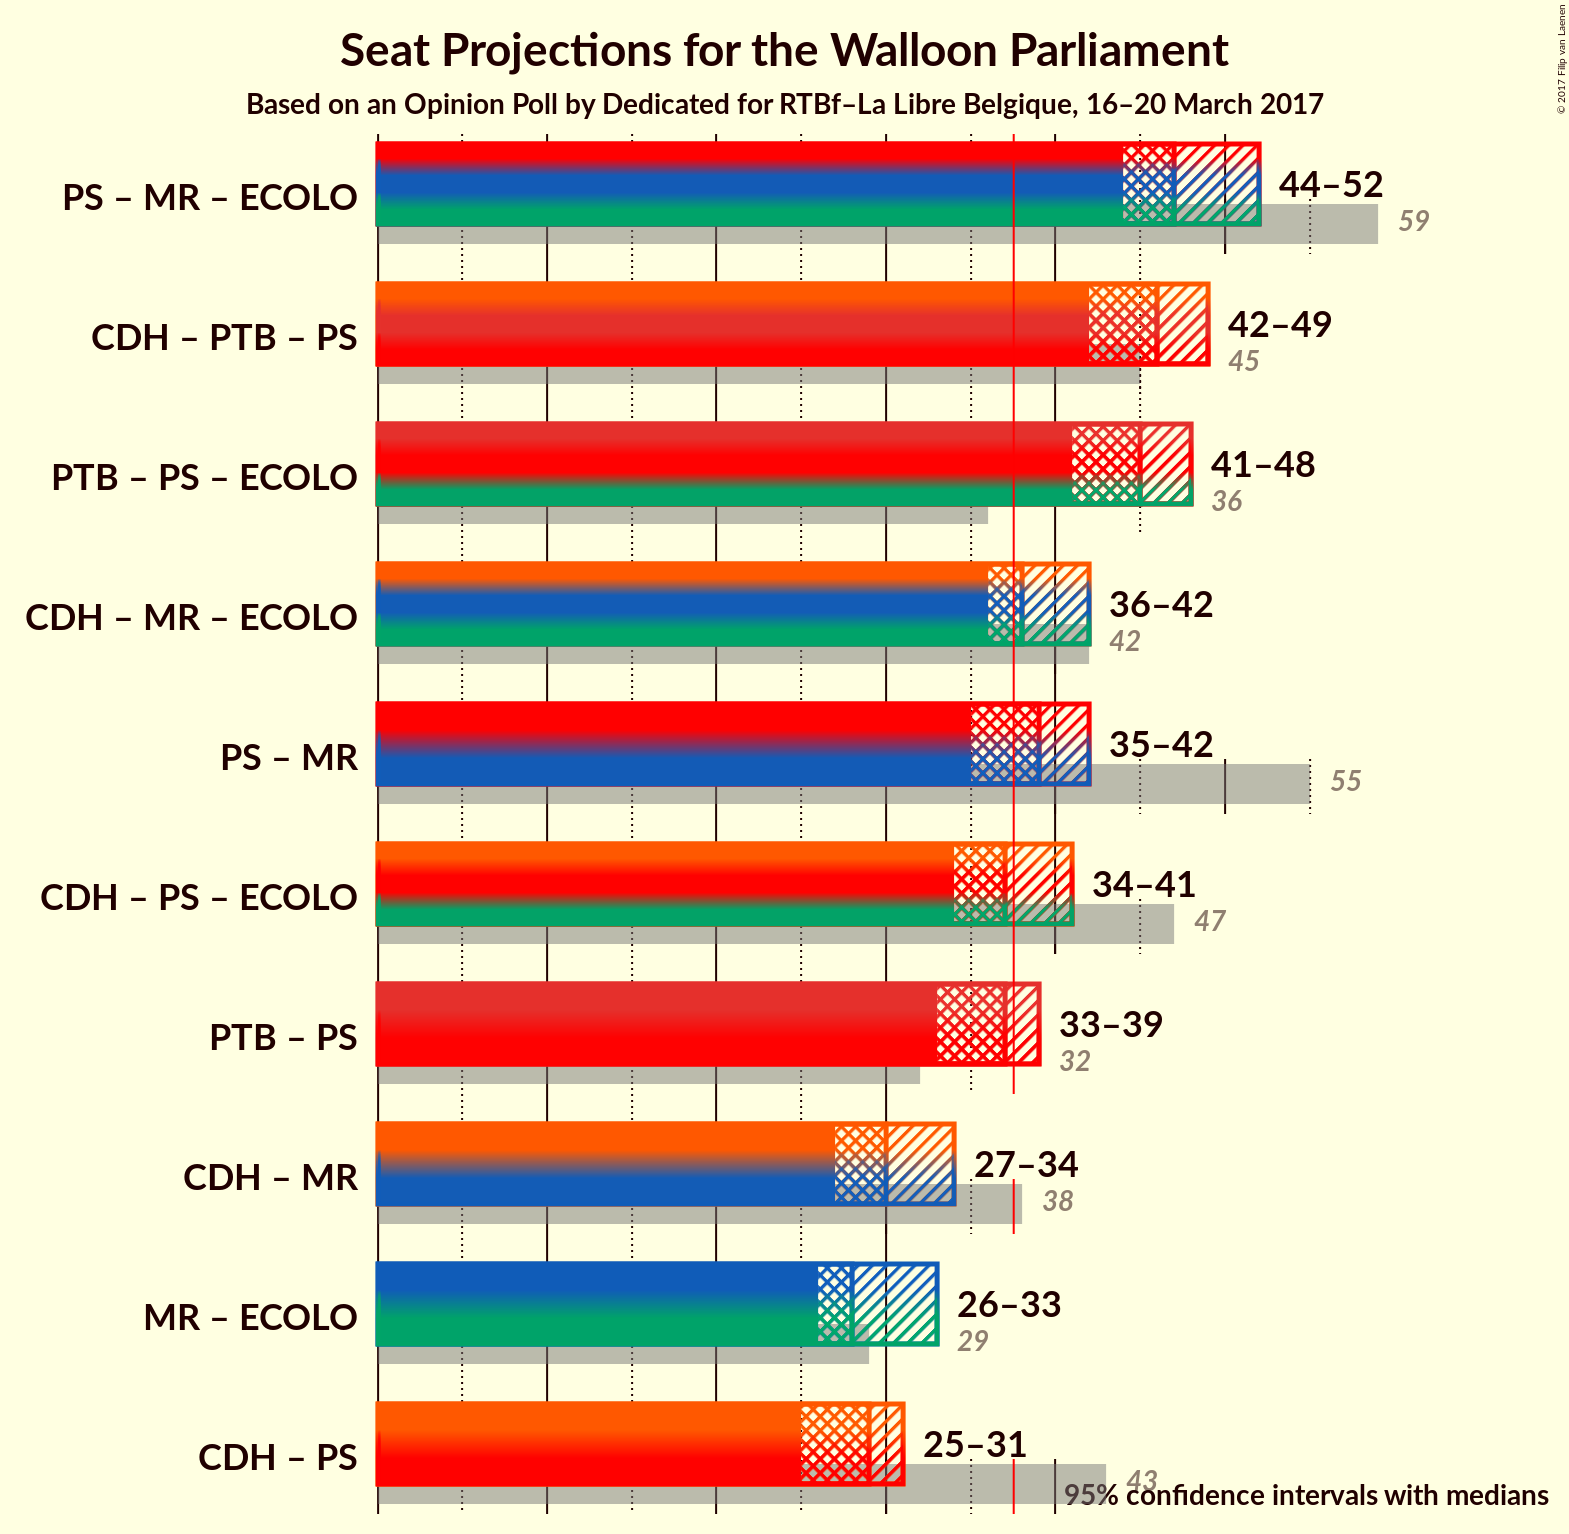 Seat Projections for the Walloon Parliament
Based on an Opinion Poll by Dedicated for RTBf–La Libre Belgique, 16–20 March 2017
© 2017 Filip van Laenen
PS – MR – ECOLO
44–52
59
CDH – PTB – PS
42–49
45
PTB – PS – ECOLO
41–48
36
CDH – MR – ECOLO
36–42
42
PS – MR
35–42
55
CDH – PS – ECOLO
34–41
47
PTB – PS
33–39
32
CDH – MR
27–34
38
MR – ECOLO
26–33
29
CDH – PS
25–31
43
95% confidence intervals with medians